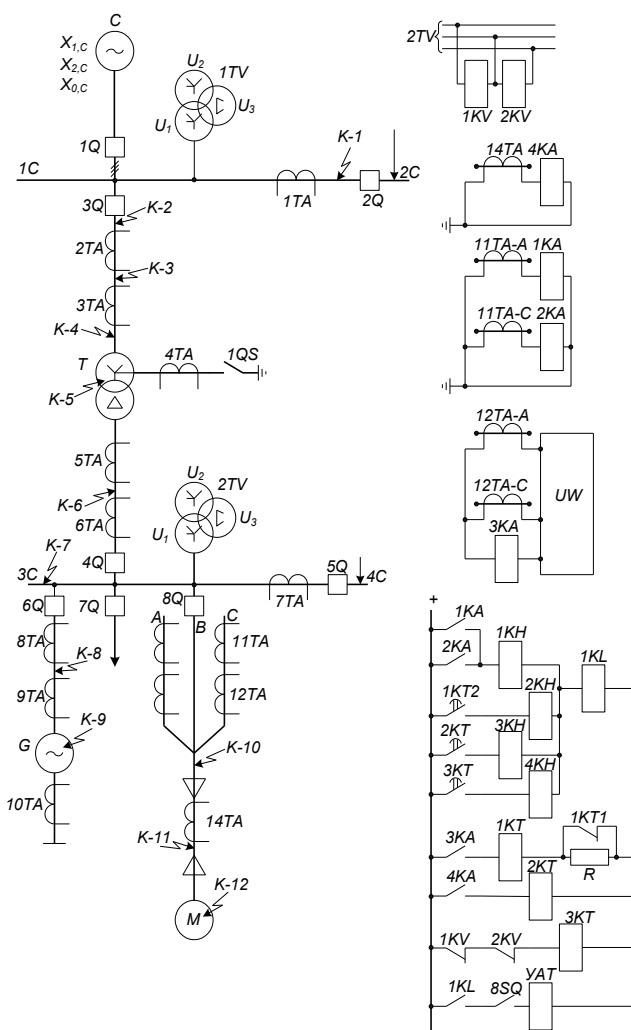 C
X1,C
X2,C
X0,C
U2
1TV
U3
U1
1Q
K-1
1C
2C
1TA
2Q
3Q
K-2
2TA
K-3
3TA
K-4
T
4TA
1QS
K-5
5TA
K-6
6TA
U2
2TV
U3
U1
K-7
4Q
5Q
3C
4C
7TA
6Q
7Q
8Q
A
B
C
8TA
K-8
11TA
9TA
12TA
G
K-9
K-10
10TA
14TA
K-11
K-12
M
2TV
1KV
2KV
14TA
4KA
11TA-A
1KA
11TA-C
2KA
12TA-A
12TA-C
3KA
UW
+
1KA
1KH
1KL
2KA
2KH
1KT2
3KH
2KT
4KH
3KT
1KT1
3KA
1KT
R
4KA
2KT
3KT
1KV
2KV
1KL
8SQ
УАТ